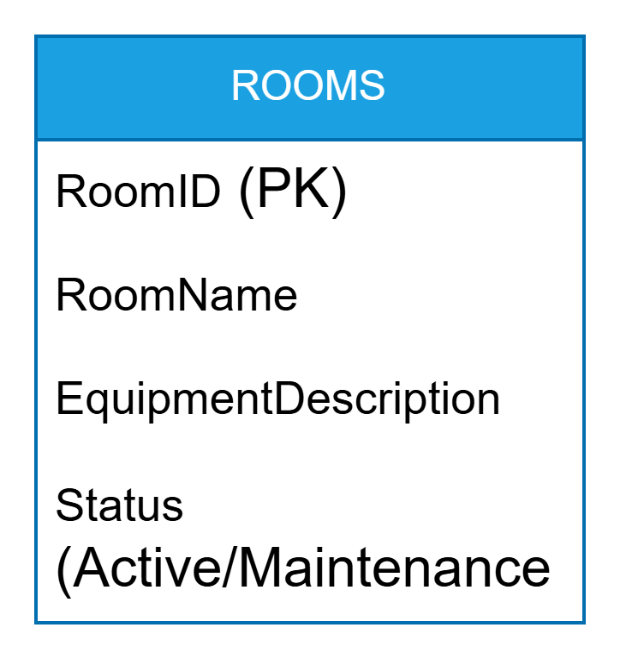 ROOMS
RoomID (PK)
RoomName
EquipmentDescription
Status
(Active/Maintenance